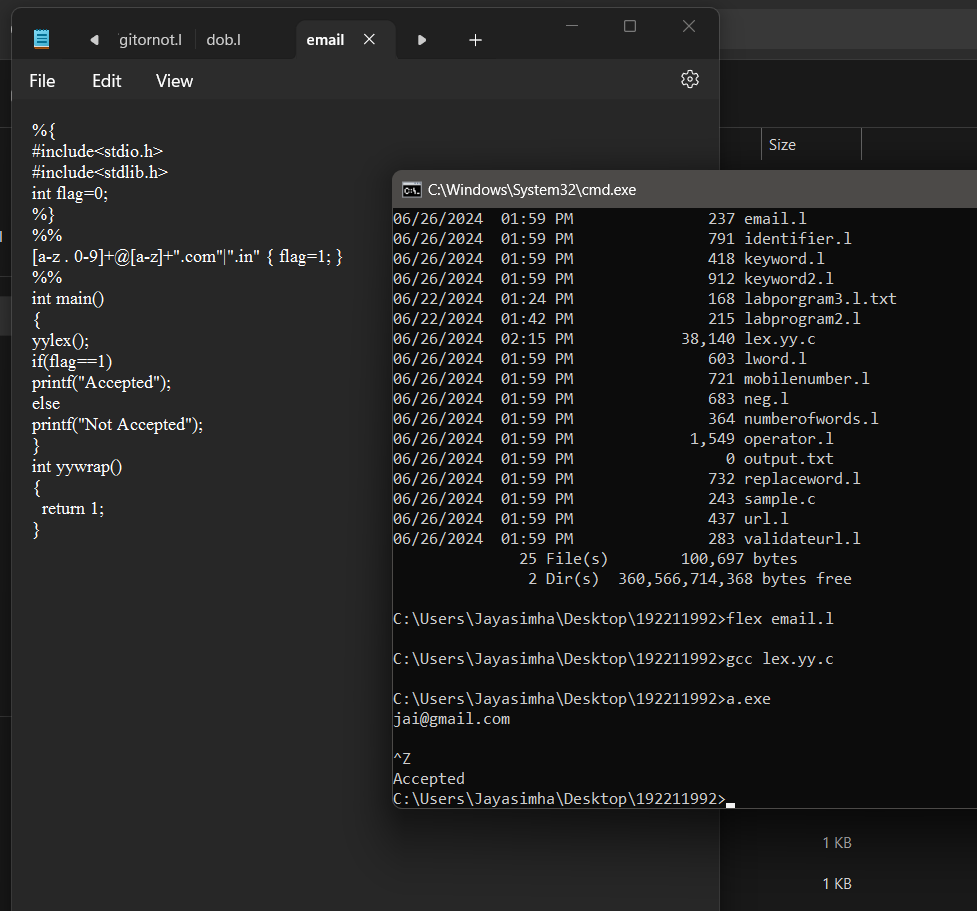 gitornot.l dob.l email
File Edit View
%{
#include<stdio.h>
#include<stdlib.h>
int flag=0;
%}
%%
[a-z . 0-9]+@[a-z]+".com"|".in" { flag=1; }
%%
int main()
{
yylex();
if(flag==1)
printf("Accepted");
else
printf("Not Accepted");
}
int yywrap()
{
return 1;
}
Size
C:\Windows\System32\cmd.exe
06/26/2024 01:59 PM 237 email.l
06/26/2024 01:59 PM 791 identifier.l
06/26/2024 01:59 PM 418 keyword.l
06/26/2024 01:59 PM 912 keyword2.l
06/22/2024 01:24 PM 168 labporgram3.l.txt
06/22/2024 01:42 PM 215 labprogram2.l
06/26/2024 02:15 PM 38,140 lex.yy.c
06/26/2024 01:59 PM 603 lword.l
06/26/2024 01:59 PM 721 mobilenumber.l
06/26/2024 01:59 PM 683 neg.l
06/26/2024 01:59 PM 364 numberofwords.l
06/26/2024 01:59 PM 1,549 operator.l
06/26/2024 01:59 PM 0 output.txt
06/26/2024 01:59 PM 732 replaceword.l
06/26/2024 01:59 PM 243 sample.c
06/26/2024 01:59 PM 437 url.l
06/26/2024 01:59 PM 283 validateurl.l
25 File(s) 100,697 bytes
2 Dir(s) 360,566,714,368 bytes free
C:\Users\Jayasimha\Desktop\192211992>flex email.l
C:\Users\Jayasimha\Desktop\192211992>gcc lex.yy.c
C:\Users\Jayasimha\Desktop\192211992>a.exe
jai@gmail.com
^Z
Accepted
C:\Users\Jayasimha\Desktop\192211992>
1 KB
1 KB